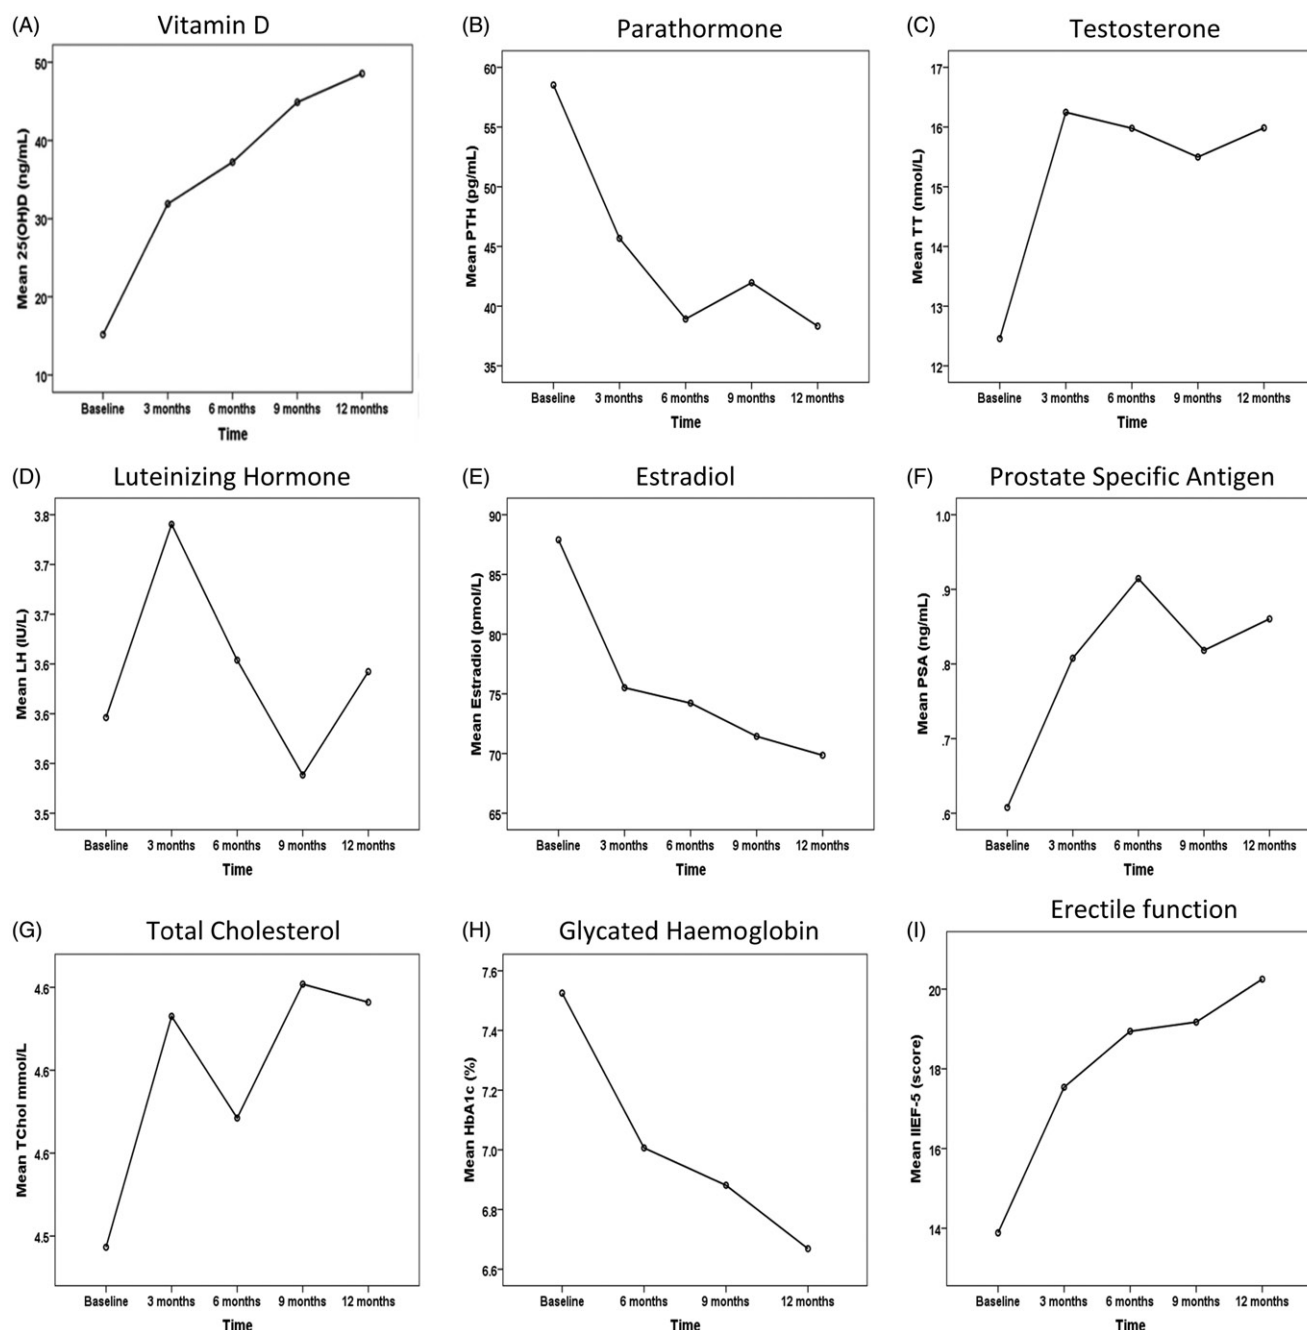 (A) Vitamin D
Mean 25(OH)D (ng/mL)
50
40
30
20
10
Baseline 3 months 6 months 9 months 12 months
Time
(B) Parathormone
Mean PTH (pg/mL)
60
55
50
45
40
35
Baseline 3 months 6 months 9 months 12 months
Time
(C) Testosterone
Mean TT (nmol/L)
17
16
15
14
13
12
Baseline 3 months 6 months 9 months 12 months
Time
(D) Luteinizing Hormone
Mean LH (IU/L)
3.8
3.7
3.7
3.6
3.6
3.6
3.5
Baseline 3 months 6 months 9 months 12 months
Time
(E) Estradiol
Mean Estradiol (pmol/L)
90
85
80
75
70
65
Baseline 3 months 6 months 9 months 12 months
Time
(F) Prostate Specific Antigen
Mean PSA (ng/mL)
1.0
.9
.8
.7
.6
Baseline 3 months 6 months 9 months 12 months
Time
(G) Total Cholesterol
Mean TChol mmol/L
4.6
4.6
4.6
4.5
Baseline 3 months 6 months 9 months 12 months
Time
(H) Glycated Haemoglobin
Mean HbA1c (%)
7.6
7.4
7.2
7.0
6.8
6.6
Baseline 6 months 9 months 12 months
Time
(I) Erectile function
Mean IIEF-5 (score)
20
18
16
14
Baseline 3 months 6 months 9 months 12 months
Time